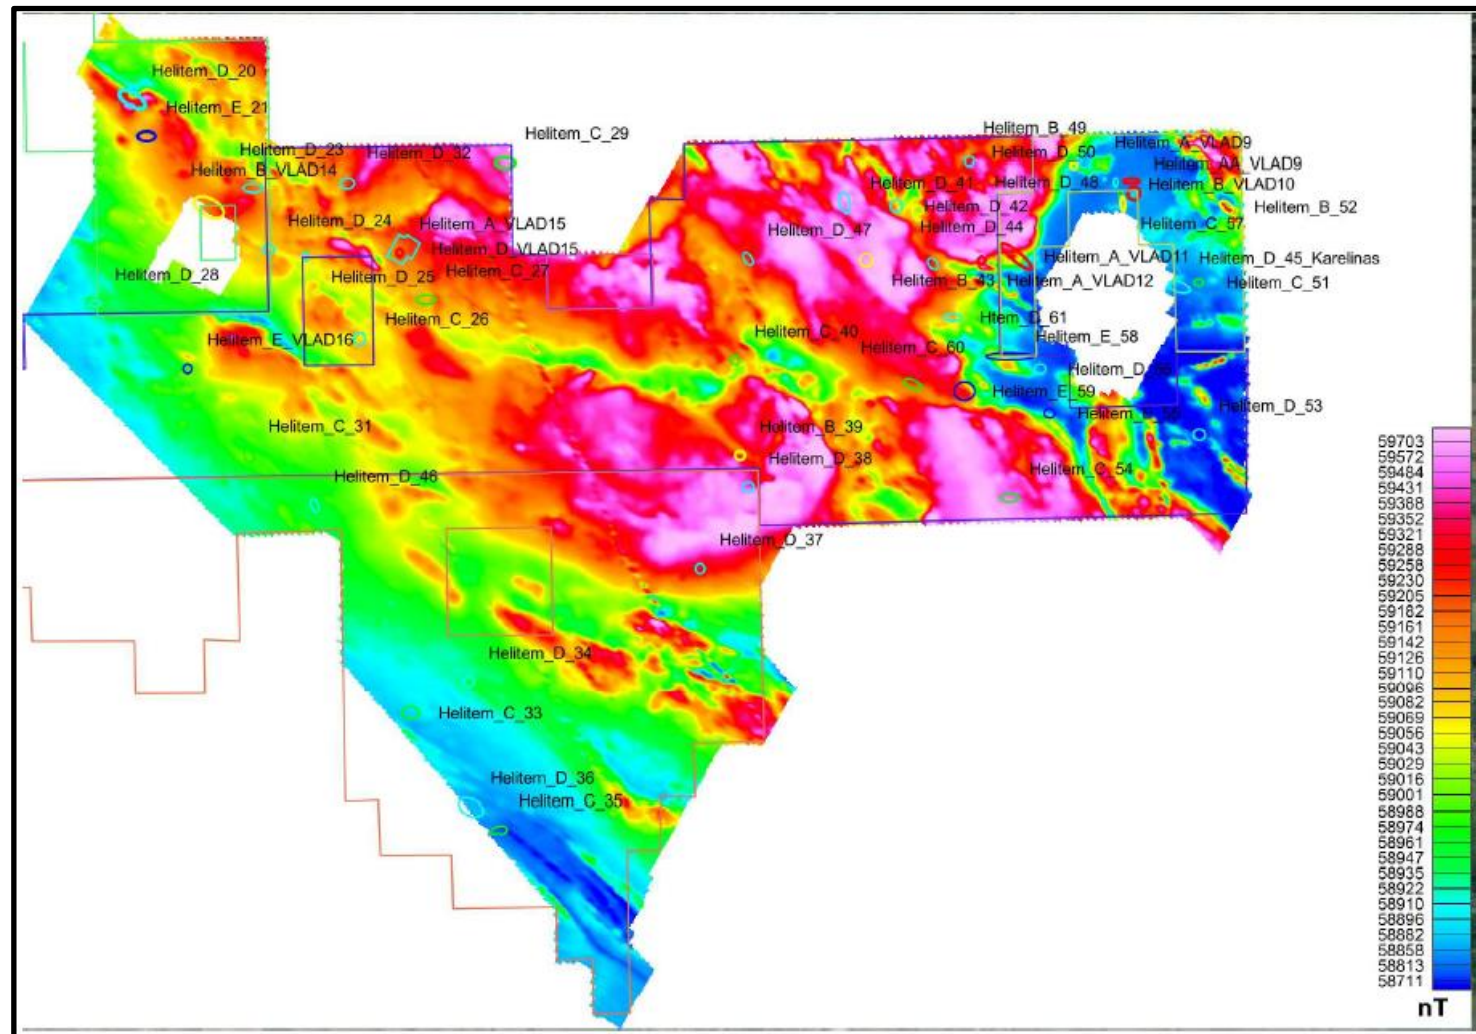 Helitem_D_20
Helitem_E_21
Helitem_D_23
Helitem_D_32
Helitem_C_29
Helitem_B_VLAD14
Helitem_D_24
Helitem_A_VLAD15
Helitem_D_VLAD15
Helitem_D_28
Helitem_D_25
Helitem_C_27
Helitem_C_26
Helitem_E_VLAD16
Helitem_C_31
Helitem_D_46
Helitem_B_49
Helitem_A_VLAD9
Helitem_D_50
Helitem_AA_VLAD9
Helitem_D_41
Helitem_D_48
Helitem_B_VLAD10
Helitem_D_42
Helitem_B_52
Helitem_D_47
Helitem_D_44
Helitem_C_57
Helitem_A_VLAD11
Helitem_D_45_Karelinas
Helitem_B_43
Helitem_A_VLAD12
Helitem_C_51
Htem_D_61
Helitem_C_40
Helitem_E_58
Helitem_C_60
Helitem_E_59
Helitem_D_53
Helitem_B_39
Helitem_D_38
Helitem_C_54
Helitem_D_37
Helitem_D_34
Helitem_C_33
Helitem_D_36
Helitem_C_35
59703
59572
59484
59431
59388
59352
59321
59288
59258
59230
59205
59182
59161
59142
59126
59110
59096
59082
59069
59056
59043
59029
59016
59001
58988
58974
58961
58947
58935
58922
58910
58896
58882
58858
58813
58711
nT